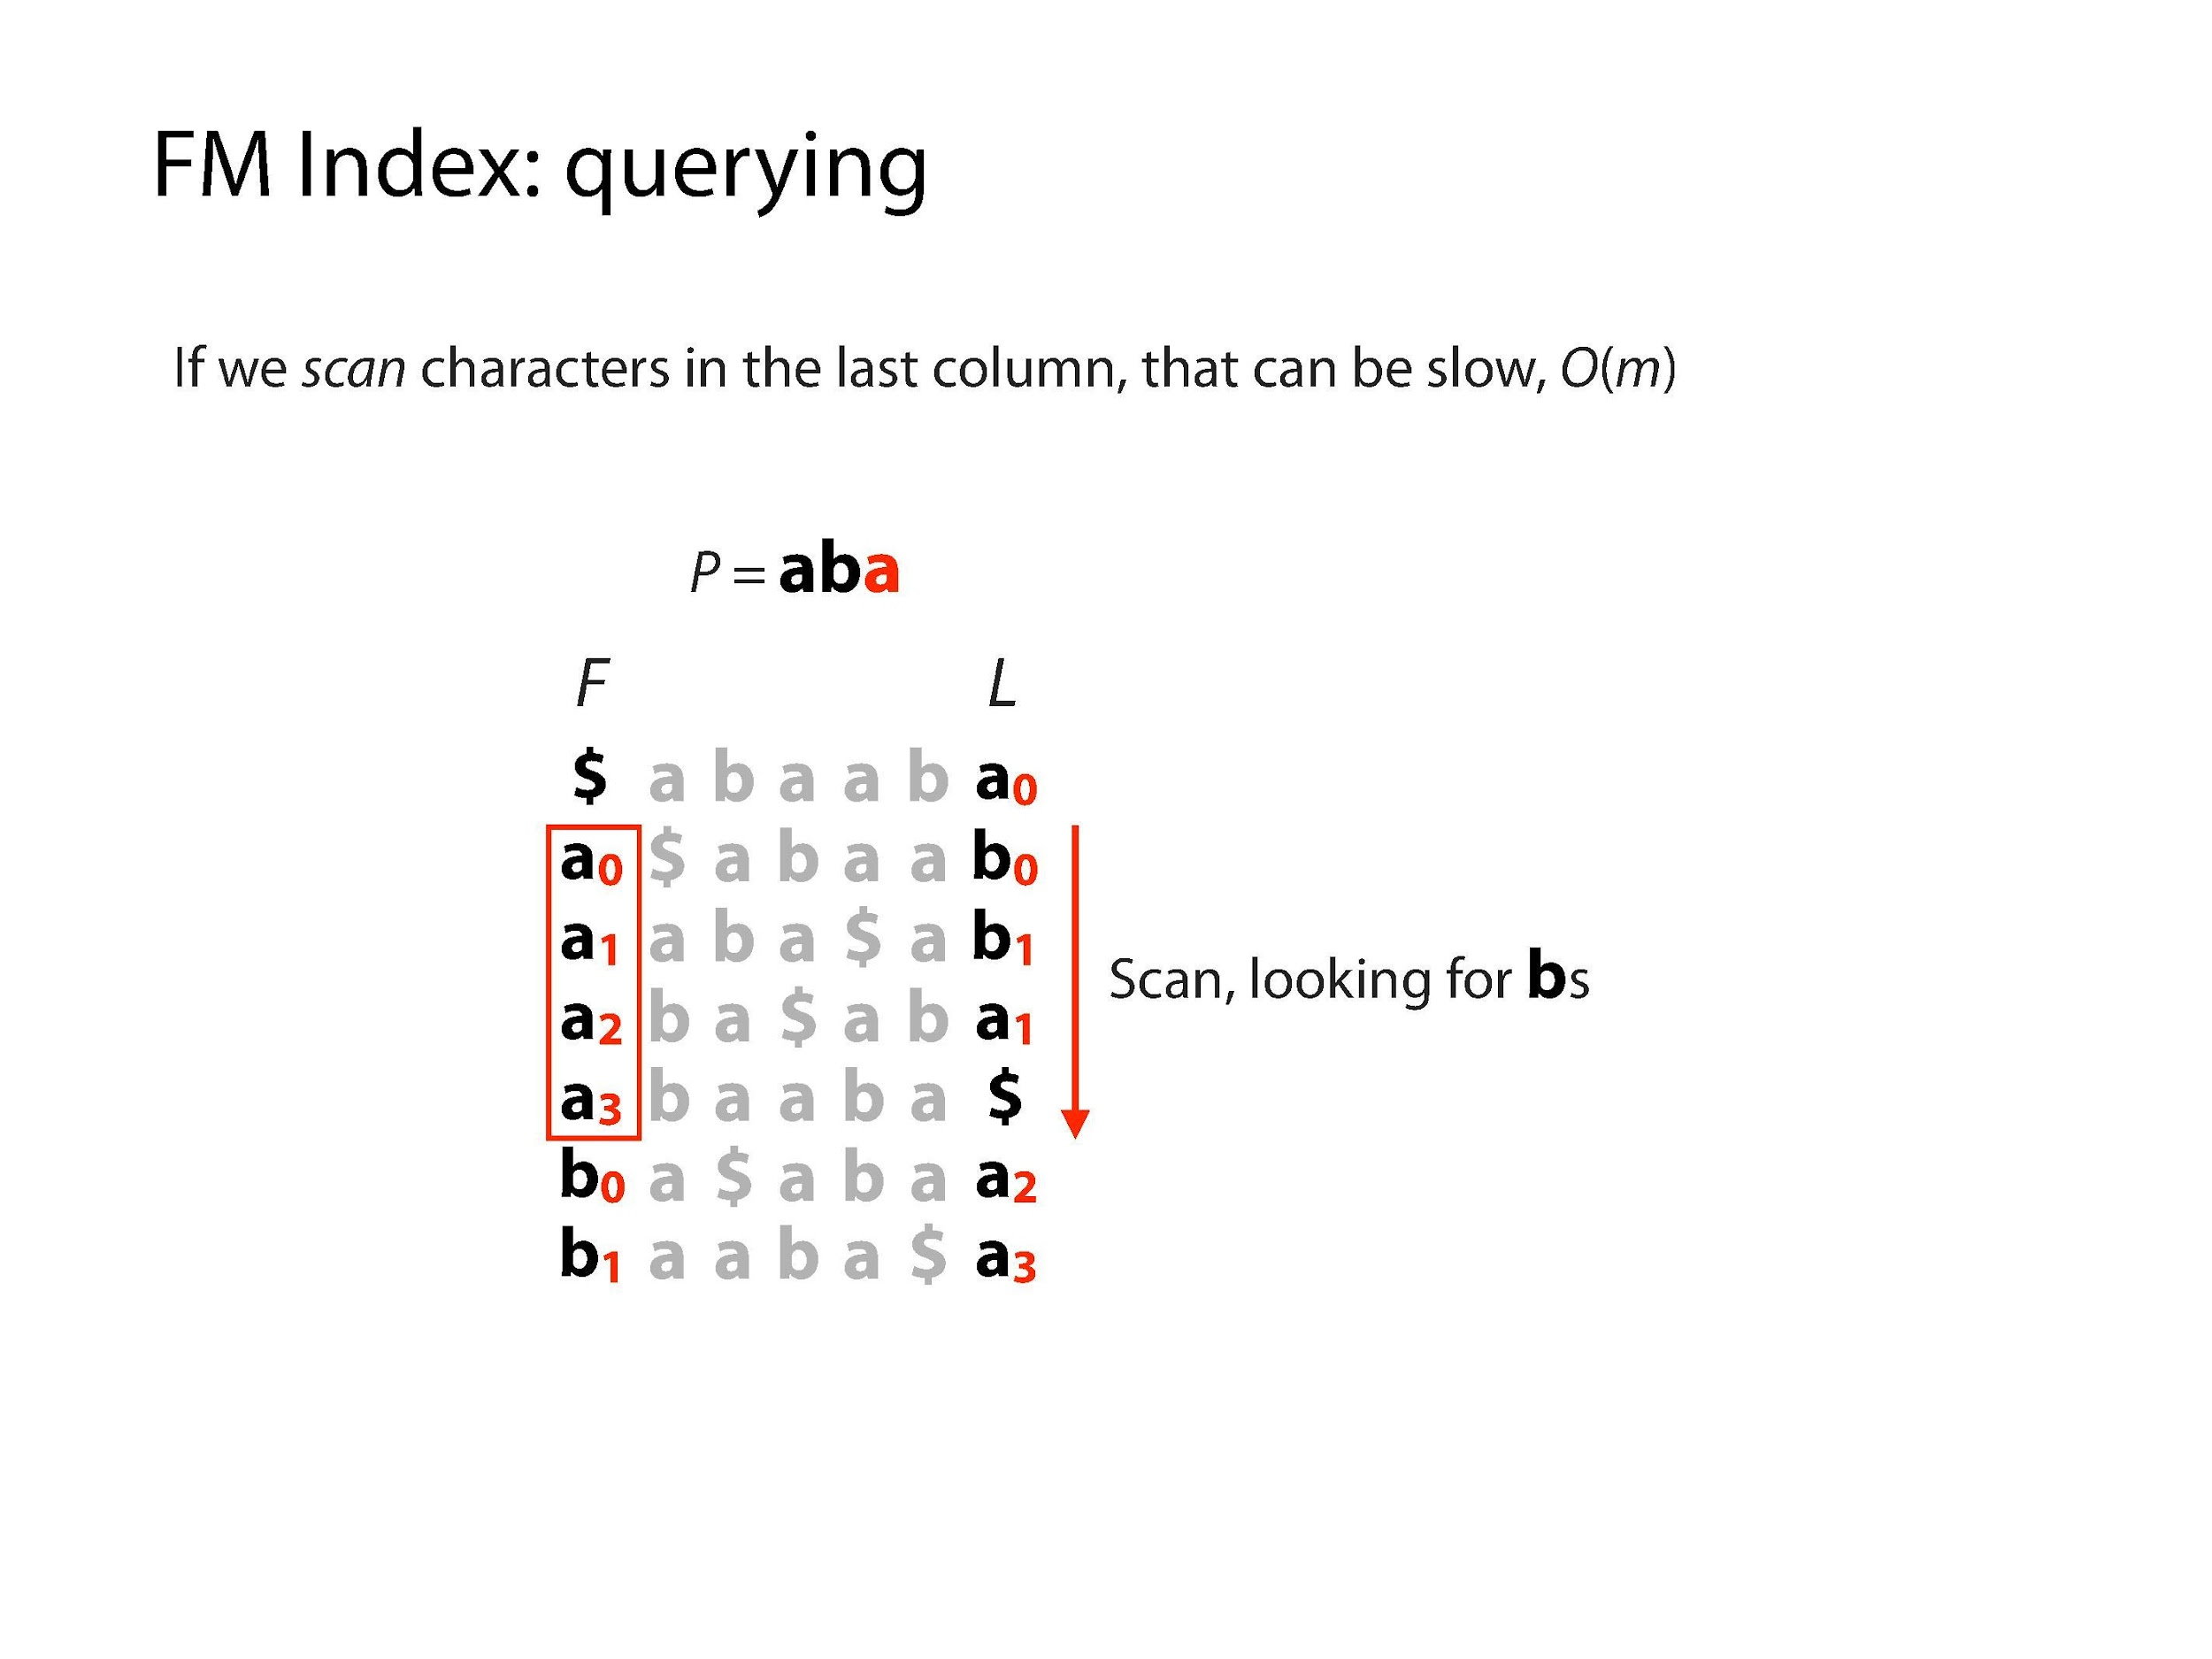 FM Index: querying
If we scan characters in the last column, that can be slow, O(m)
P = aba
F L
$ a b a a b a0
a0 $ a b a a b0
a1 a b a $ a b1
a2 b a $ a b a1
a3 b a a b a $
b0 a $ a b a a2
b1 a a b a $ a3
Scan, looking for bs